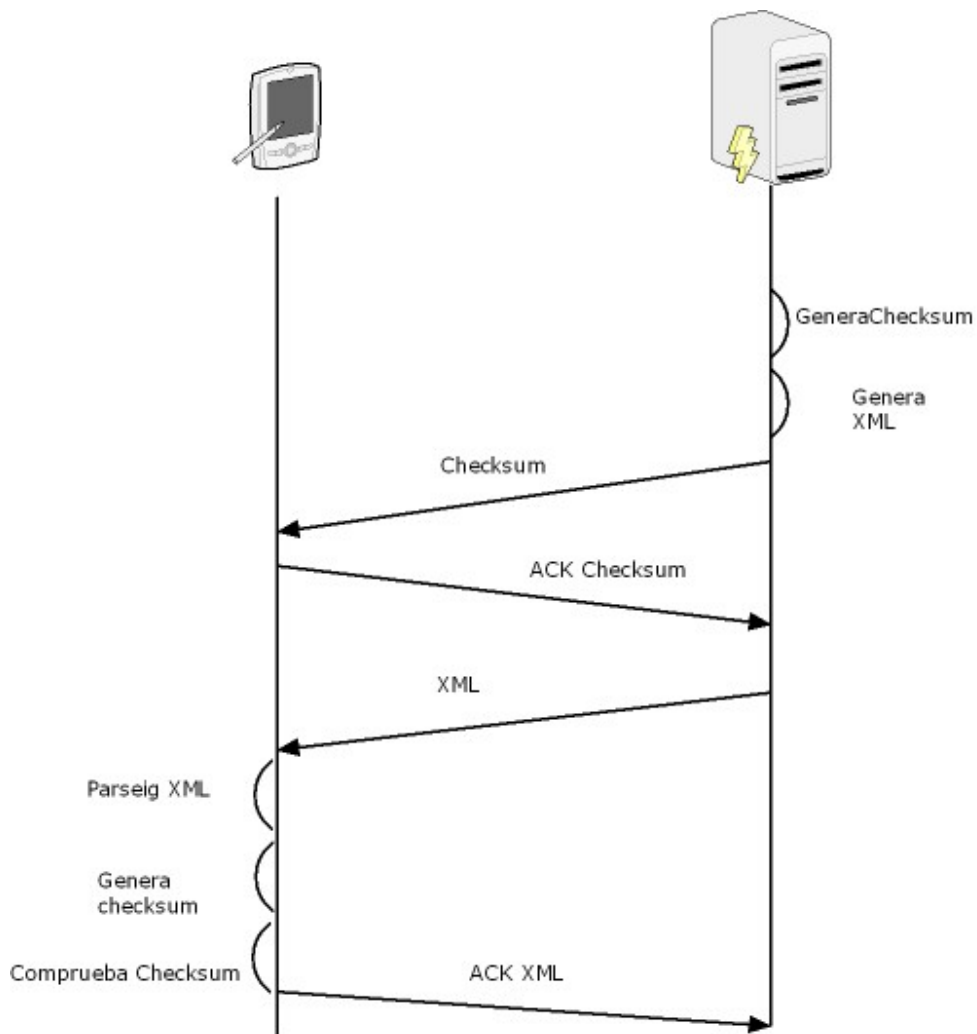 GeneraChecksum
Genera
XML
Checksum
ACK Checksum
XML
Parseig XML
Genera
checksum
Comprueba Checksum
ACK XML